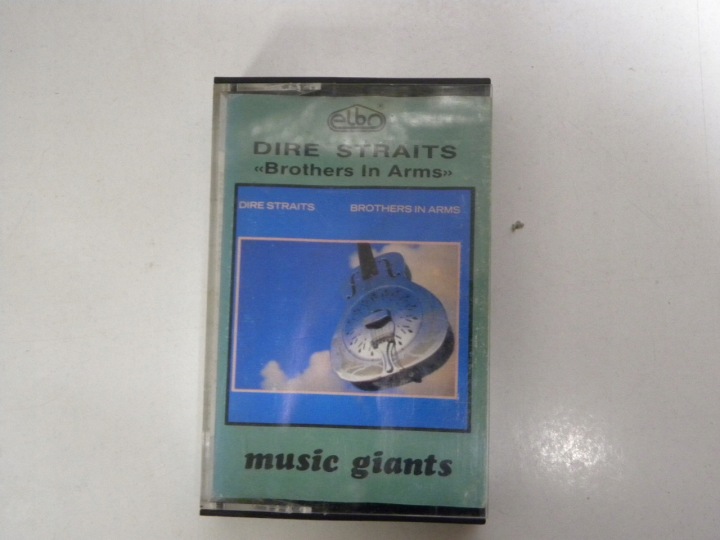 elbo
DIRE STRAITS
«Brothers In Arms»
DIRE STRAITS BROTHERS IN ARMS
music giants